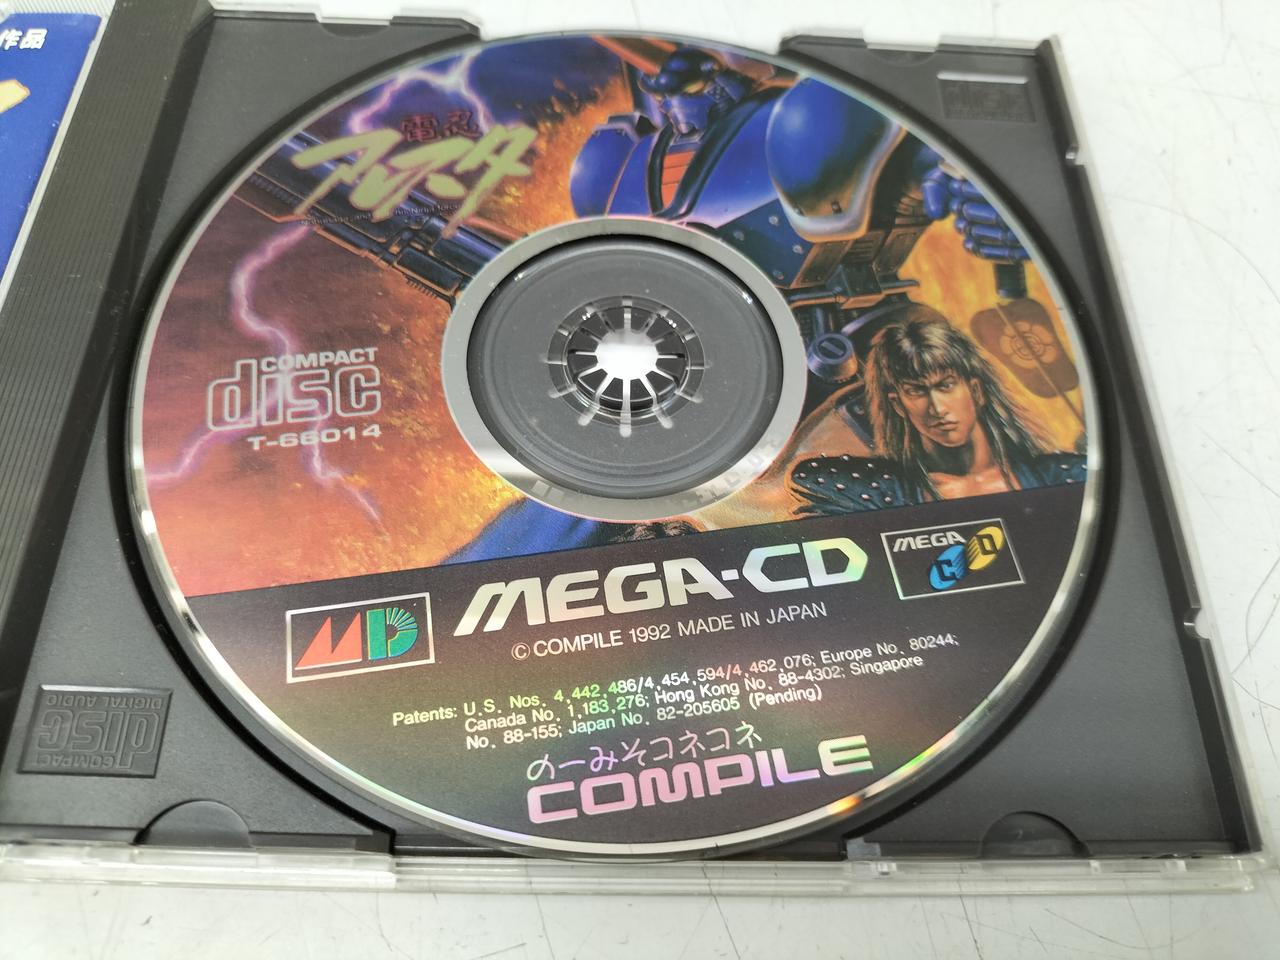 作品
DISC
電忍
アレスタ
COMPACT
disc
T-66014
MEGA-CD
MEGA
CD
MD
© COMPILE 1992 MADE IN JAPAN
Patents: U.S. Nos. 4,442,486/4,454,594/4,462,076; Europe No. 80244;
Canada No. 1,183,276; Hong Kong No. 88-4302; Singapore
No. 88-155; Japan No. 82-205605 (Pending)
のーみそコネコネ
COMPILE
COMPACT
disc
DIGITAL AUDIO